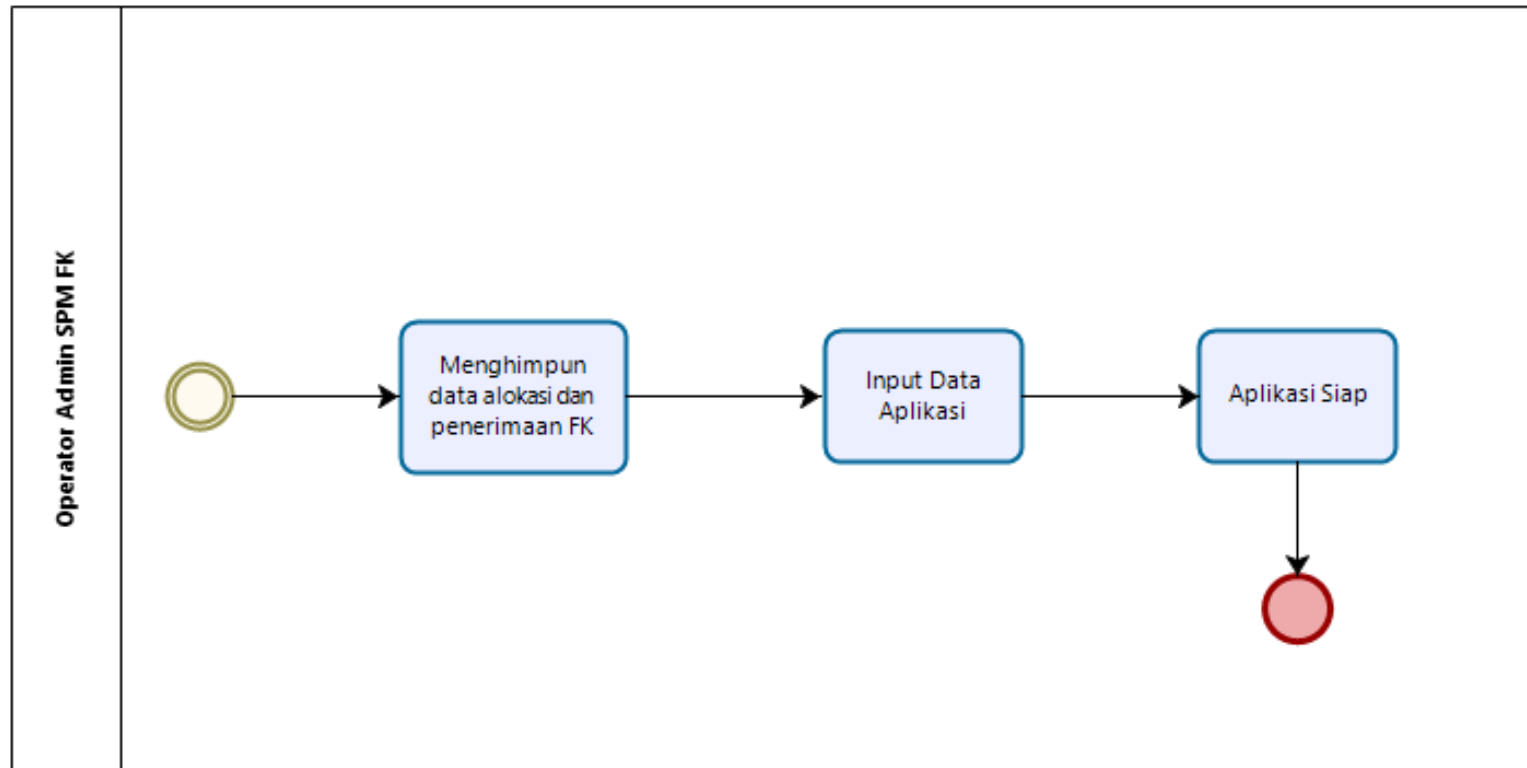 Operator Admin SPM FK
Menghimpun
data alokasi dan
penerimaan FK
Input Data
Aplikasi
Aplikasi Siap